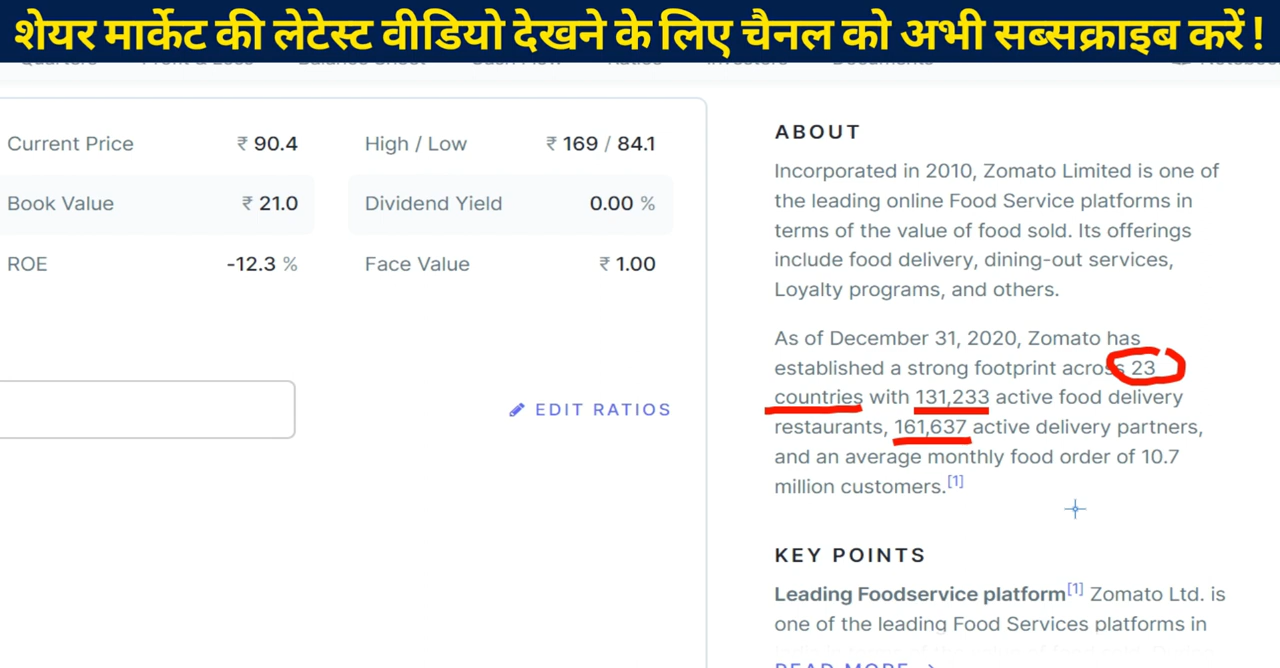 शेयर मार्केट की लेटेस्ट वीडियो देखने के लिए चैनल को अभी सब्सक्राइब करें !
Current Price ₹ 90.4 High / Low ₹ 169 / 84.1
Book Value ₹ 21.0 Dividend Yield 0.00 %
ROE -12.3 % Face Value ₹ 1.00
EDIT RATIOS
ABOUT
Incorporated in 2010, Zomato Limited is one of
the leading online Food Service platforms in
terms of the value of food sold. Its offerings
include food delivery, dining-out services,
Loyalty programs, and others.
As of December 31, 2020, Zomato has
established a strong footprint across 23
countries with 131,233 active food delivery
restaurants, 161,637 active delivery partners,
and an average monthly food order of 10.7
million customers.[1]
KEY POINTS
Leading Foodservice platform[1] Zomato Ltd. is
one of the leading Food Services platforms in
READ MORE